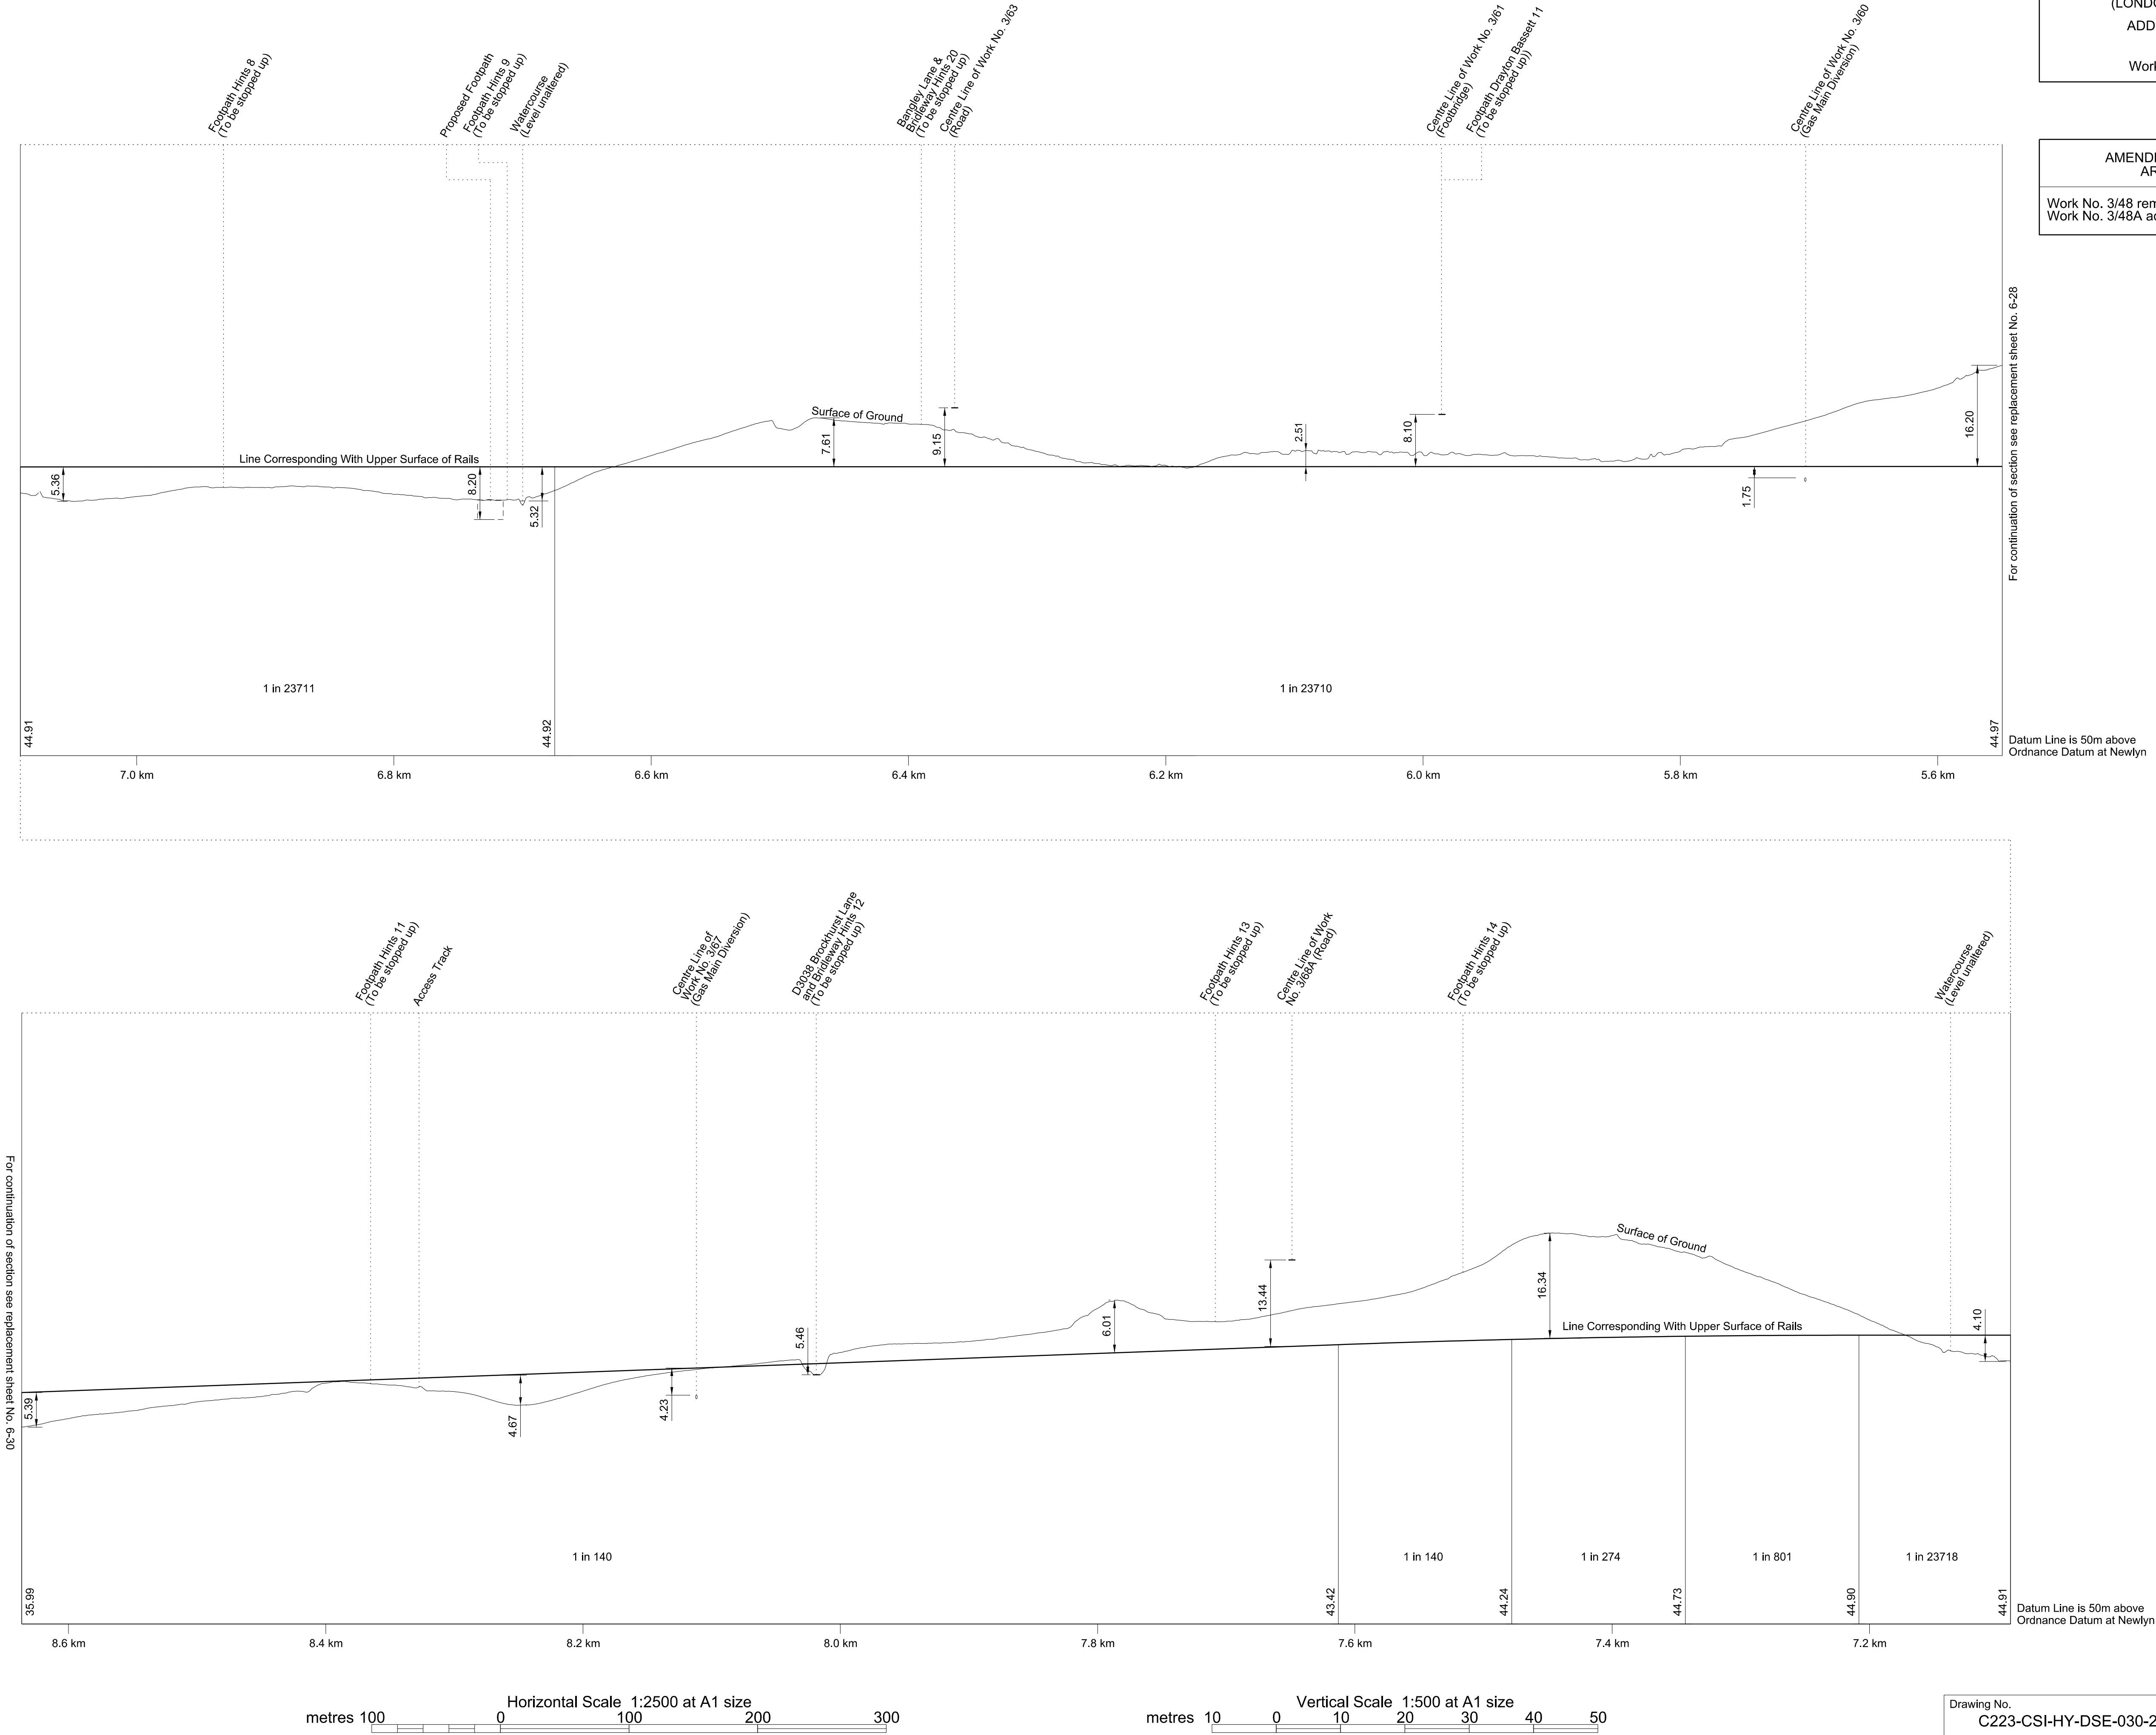 (LONDO
ADD
Work
AMENDM
AR
Work No. 3/48 rem
Work No. 3/48A ad
Footpath Hints 8
(To be stopped up)
Proposed Footpath
Footpath Hints 9
(To be stopped up)
Watercourse
(Level unaltered)
Bangley Lane &
Bridleway Hints 20
(To be stopped up)
Centre Line of Work No. 3/63
(Road)
Centre Line of Work No. 3/61
(Footbridge)
Footpath Drayton Bassett 11
(To be stopped up))
Centre Line of Work No. 3/60
(Gas Main Diversion)
Surface of Ground
Line Corresponding With Upper Surface of Rails
5.36
8.20
5.32
7.61
9.15
2.51
8.10
1.75
16.20
For continuation of section see replacement sheet No. 6-28
1 in 23711
1 in 23710
44.91
44.92
44.97
Datum Line is 50m above
Ordnance Datum at Newlyn
7.0 km
6.8 km
6.6 km
6.4 km
6.2 km
6.0 km
5.8 km
5.6 km
Footpath Hints 11
(To be stopped up)
Access Track
Centre Line of
Work No. 3/67
(Gas Main Diversion)
D3038 Brockhurst Lane
and Bridleway Hints 12
(To be stopped up)
Footpath Hints 13
(To be stopped up)
Centre Line of Work
No. 3/68A (Road)
Footpath Hints 14
(To be stopped up)
Watercourse
(Level unaltered)
For continuation of section see replacement sheet No. 6-30
Surface of Ground
Line Corresponding With Upper Surface of Rails
5.39
4.67
4.23
5.46
6.01
13.44
16.34
4.10
1 in 140
1 in 140
1 in 274
1 in 801
1 in 23718
35.99
43.42
44.24
44.73
44.90
44.91
Datum Line is 50m above
Ordnance Datum at Newlyn
8.6 km
8.4 km
8.2 km
8.0 km
7.8 km
7.6 km
7.4 km
7.2 km
Horizontal Scale 1:2500 at A1 size
metres 100 0 100 200 300
Vertical Scale 1:500 at A1 size
metres 10 0 10 20 30 40 50
Drawing No.
C223-CSI-HY-DSE-030-2